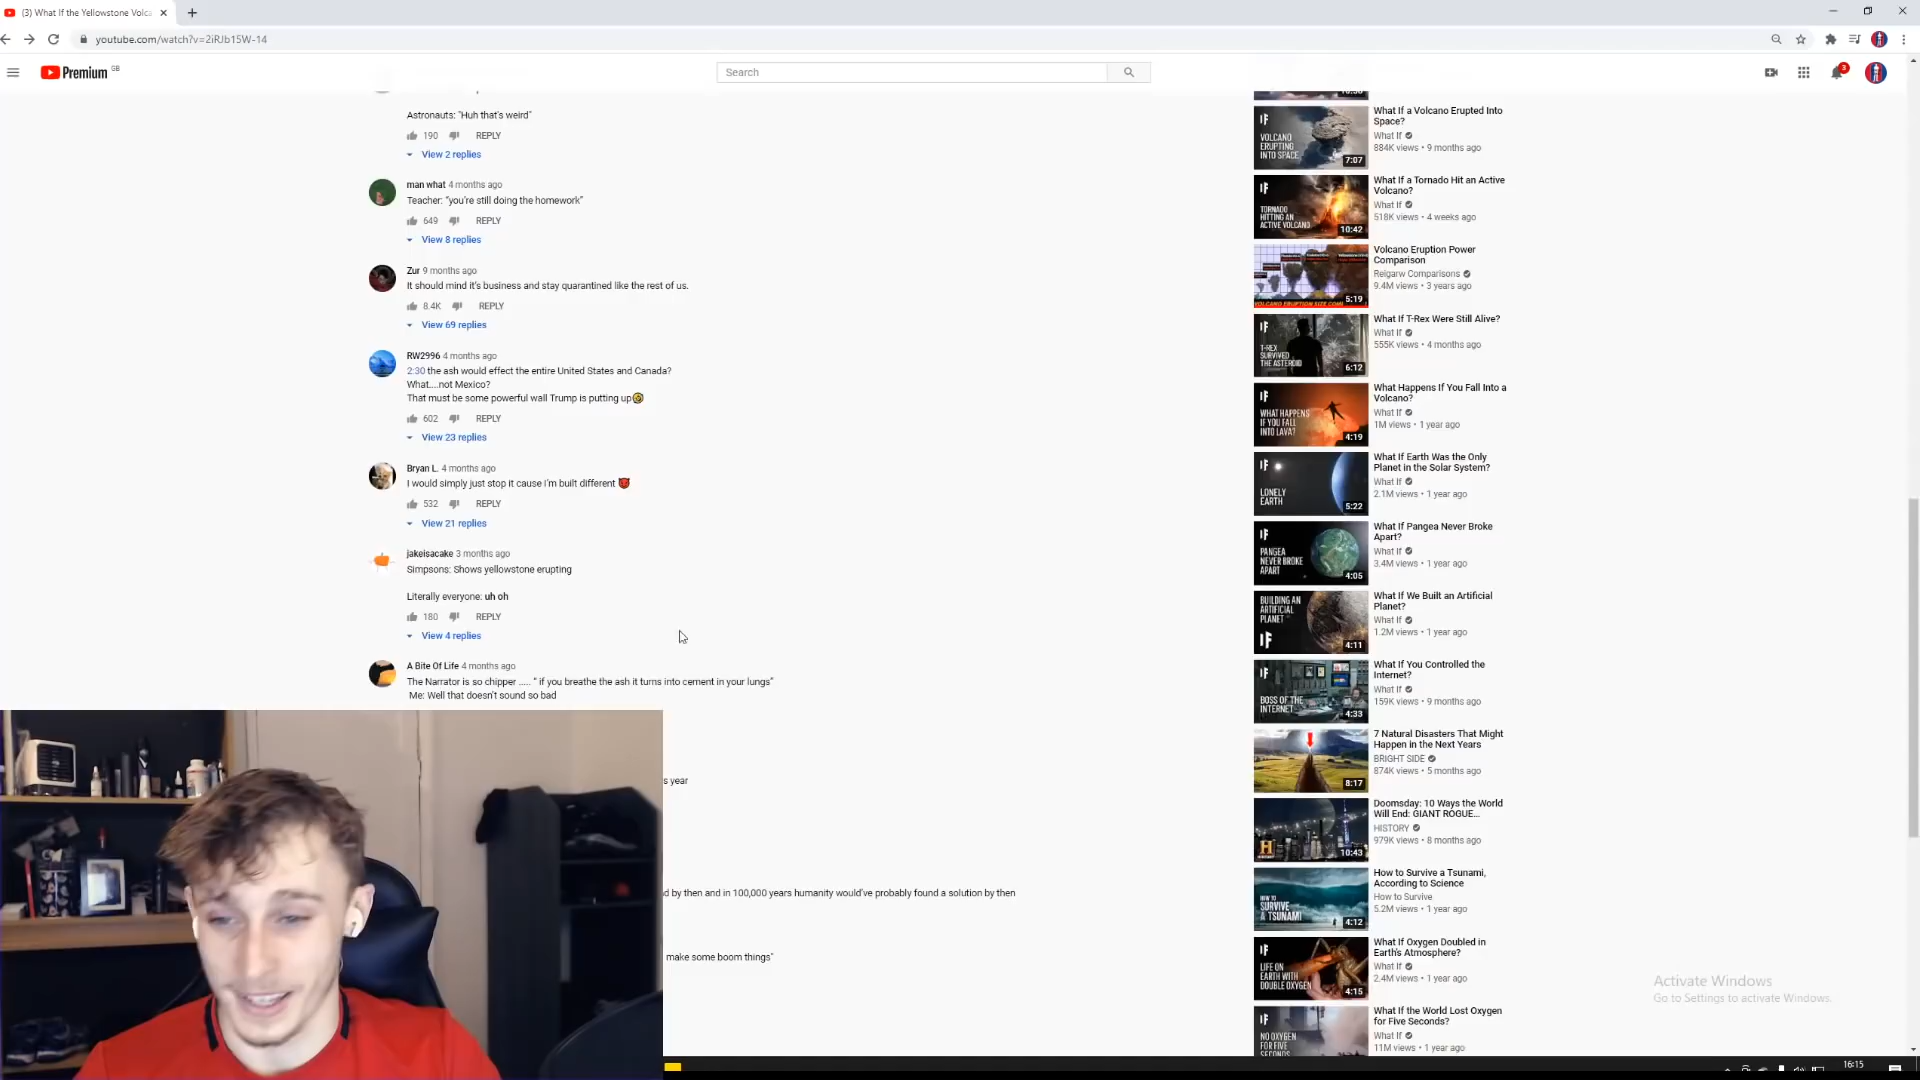 (3) What If the Yellowstone Volca
youtube.com/watch?v=2iRJb15W-14
Premium GB
Search
3
Astronauts: "Huh that's weird"
190 REPLY
View 2 replies
man what 4 months ago
Teacher: "you're still doing the homework"
649 REPLY
View 8 replies
Zur 9 months ago
It should mind it's business and stay quarantined like the rest of us.
8.4K REPLY
View 69 replies
RW2996 4 months ago
2:30 the ash would effect the entire United States and Canada?
What....not Mexico?
That must be some powerful wall Trump is putting up
602 REPLY
View 23 replies
Bryan L. 4 months ago
I would simply just stop it cause I'm built different
532 REPLY
View 21 replies
jakeisacake 3 months ago
Simpsons: Shows yellowstone erupting
Literally everyone: uh oh
180 REPLY
View 4 replies
A Bite Of Life 4 months ago
The Narrator is so chipper ..... " if you breathe the ash it turns into cement in your lungs"
Me: Well that doesn't sound so bad
s year
d by then and in 100,000 years humanity would've probably found a solution by then
make some boom things"
IF
VOLCANO
ERUPTING
INTO SPACE
7:07
What If a Volcano Erupted Into
Space?
What If
884K views • 9 months ago
IF
TORNADO
HITTING AN
ACTIVE VOLCANO
10:42
What If a Tornado Hit an Active
Volcano?
What If
518K views • 4 weeks ago
VOLCANO ERUPTION SIZE COMP
5:19
Volcano Eruption Power
Comparison
Reigarw Comparisons
9.4M views • 3 years ago
IF
T-REX
SURVIVED
THE ASTEROID
6:12
What If T-Rex Were Still Alive?
What If
555K views • 4 months ago
IF
WHAT HAPPENS
IF YOU FALL
INTO LAVA?
4:19
What Happens If You Fall Into a
Volcano?
What If
1M views • 1 year ago
IF
LONELY
EARTH
5:22
What If Earth Was the Only
Planet in the Solar System?
What If
2.1M views • 1 year ago
IF
PANGEA
NEVER BROKE
APART
4:05
What If Pangea Never Broke
Apart?
What If
3.4M views • 1 year ago
BUILDING AN
ARTIFICIAL
PLANET
IF
4:11
What If We Built an Artificial
Planet?
What If
1.2M views • 1 year ago
IF
BOSS OF THE
INTERNET
4:33
What If You Controlled the
Internet?
What If
159K views • 9 months ago
8:17
7 Natural Disasters That Might
Happen in the Next Years
BRIGHT SIDE
874K views • 5 months ago
H
10:43
Doomsday: 10 Ways the World
Will End: GIANT ROGUE...
HISTORY
979K views • 8 months ago
HOW TO
SURVIVE
A TSUNAMI
4:12
How to Survive a Tsunami,
According to Science
How to Survive
5.2M views • 1 year ago
IF
LIFE ON
EARTH WITH
DOUBLE OXYGEN
4:15
What If Oxygen Doubled in
Earth's Atmosphere?
What If
2.4M views • 1 year ago
IF
NO OXYGEN
FOR FIVE
SECONDS
What If the World Lost Oxygen
for Five Seconds?
What If
11M views • 1 year ago
Activate Windows
Go to Settings to activate Windows.
16:15